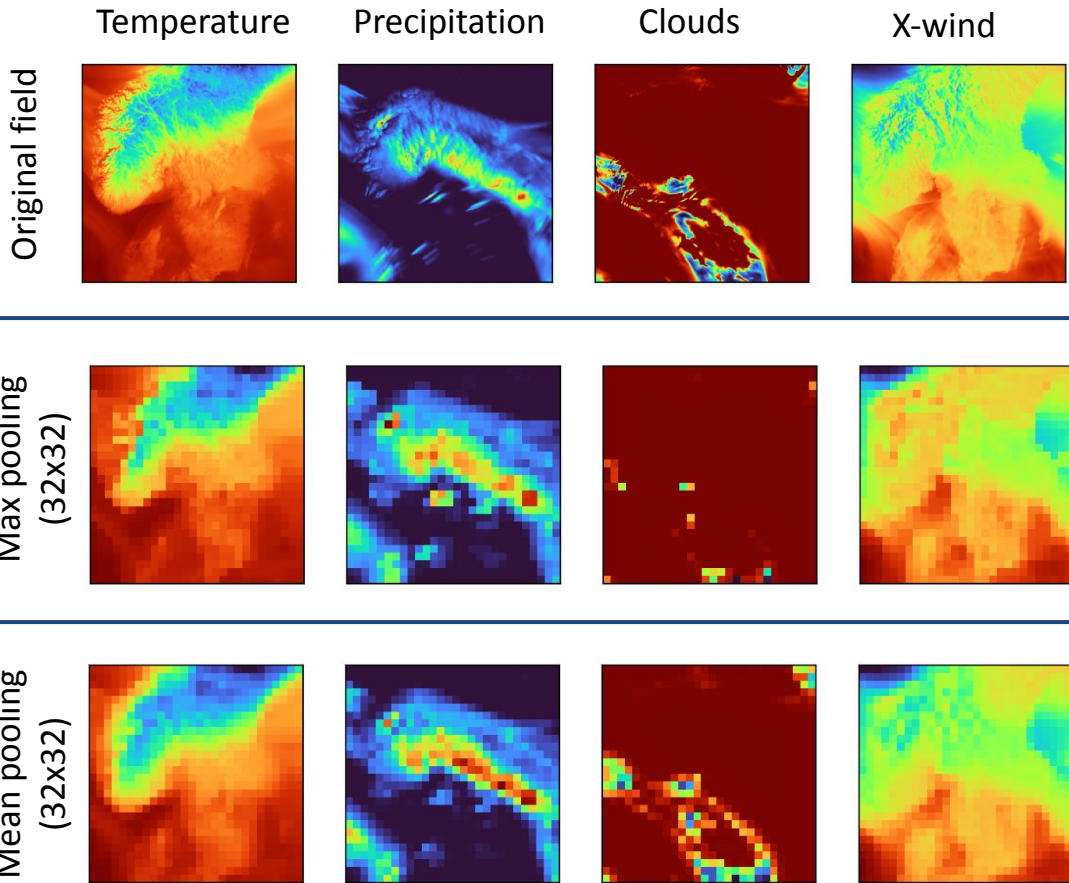 Temperature
Precipitation
Clouds
X-wind
Original field
Max pooling
(32x32)
Mean pooling
(32x32)